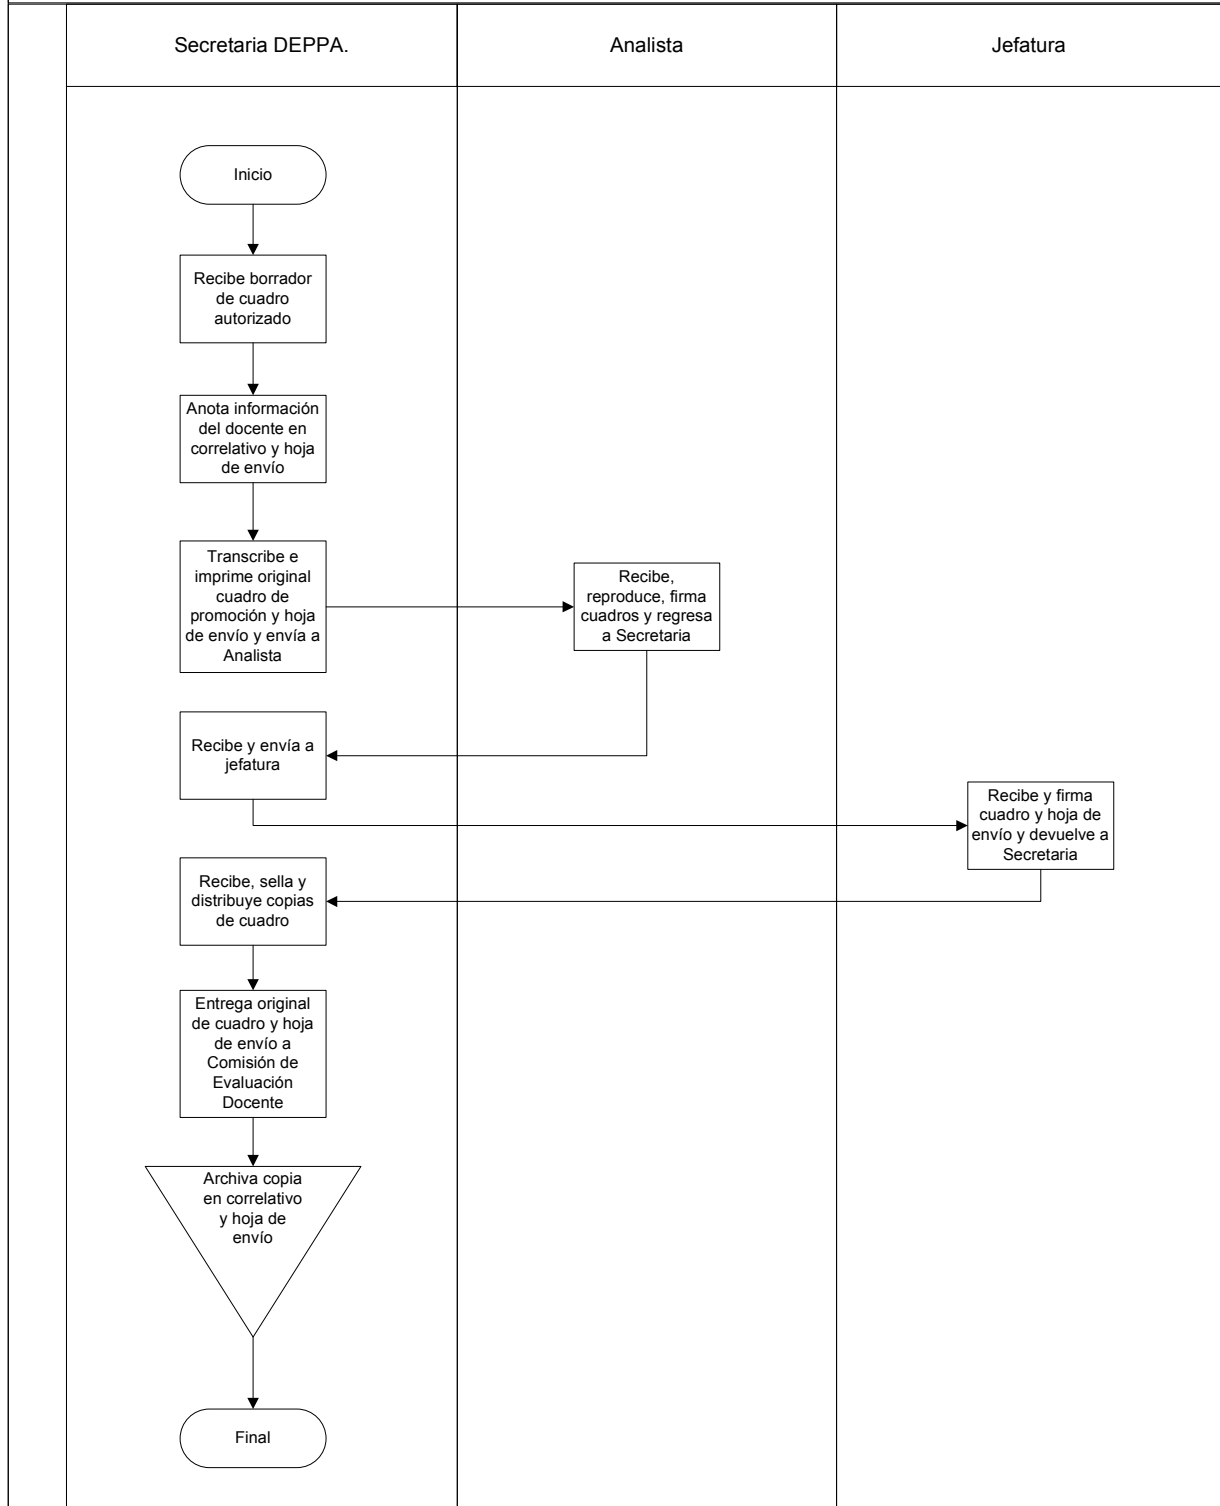 Secretaria DEPPA.
Analista
Jefatura
Inicio
Recibe borrador
de cuadro
autorizado
Anota información
del docente en
correlativo y hoja
de envío
Transcribe e
imprime original
cuadro de
promoción y hoja
de envío y envía a
Analista
Recibe,
reproduce, firma
cuadros y regresa
a Secretaria
Recibe y envía a
jefatura
Recibe y firma
cuadro y hoja de
envío y devuelve a
Secretaria
Recibe, sella y
distribuye copias
de cuadro
Entrega original
de cuadro y hoja
de envío a
Comisión de
Evaluación
Docente
Archiva copia
en correlativo
y hoja de
envío
Final